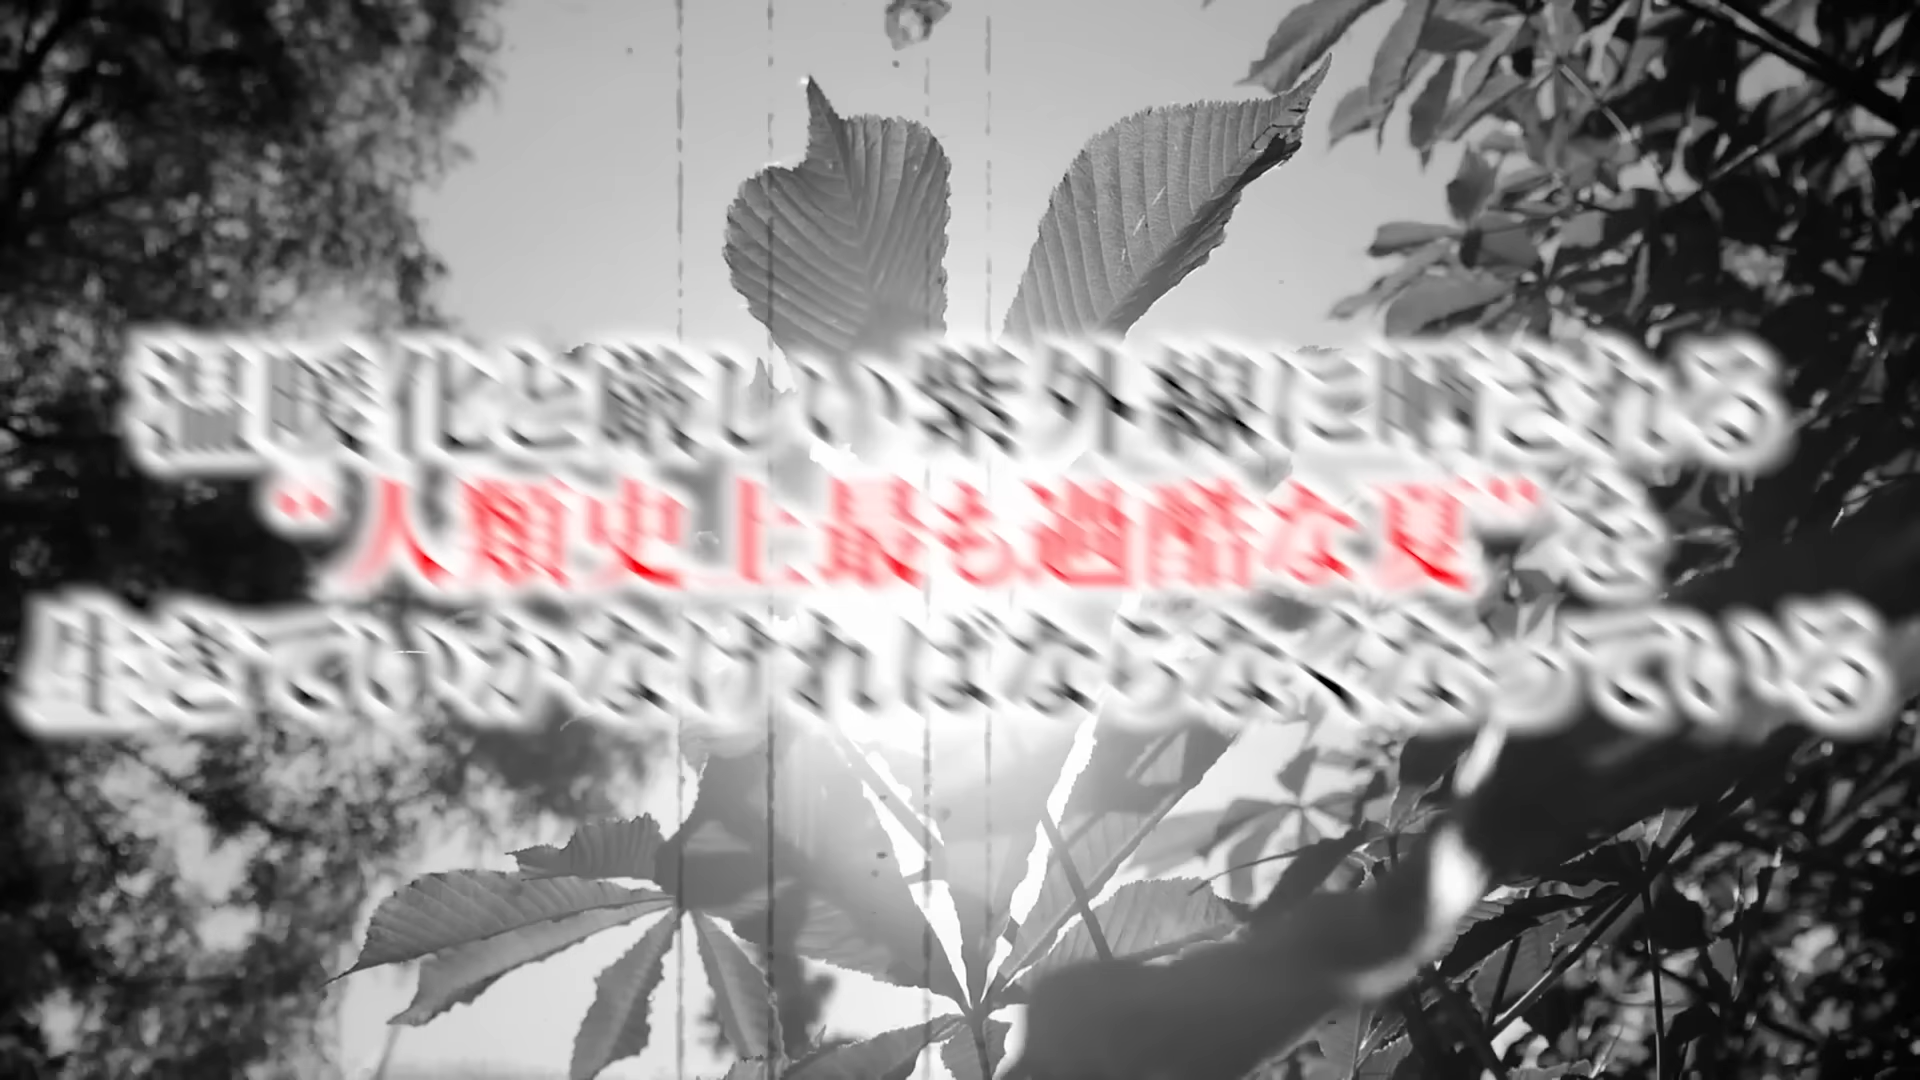 温暖化と厳しい紫外線に晒される
“人類史上最も過酷な夏”を
生きていかなければならなくなっている